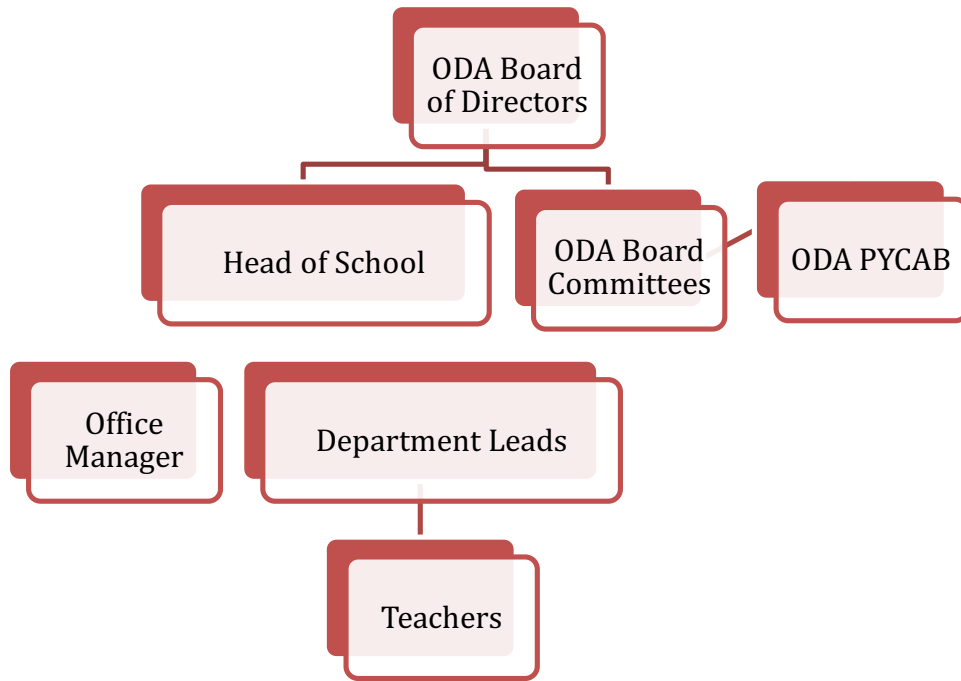 ODA Board
of Directors
Head of School
ODA Board
Committees
ODA PYCAB
Office
Manager
Department Leads
Teachers